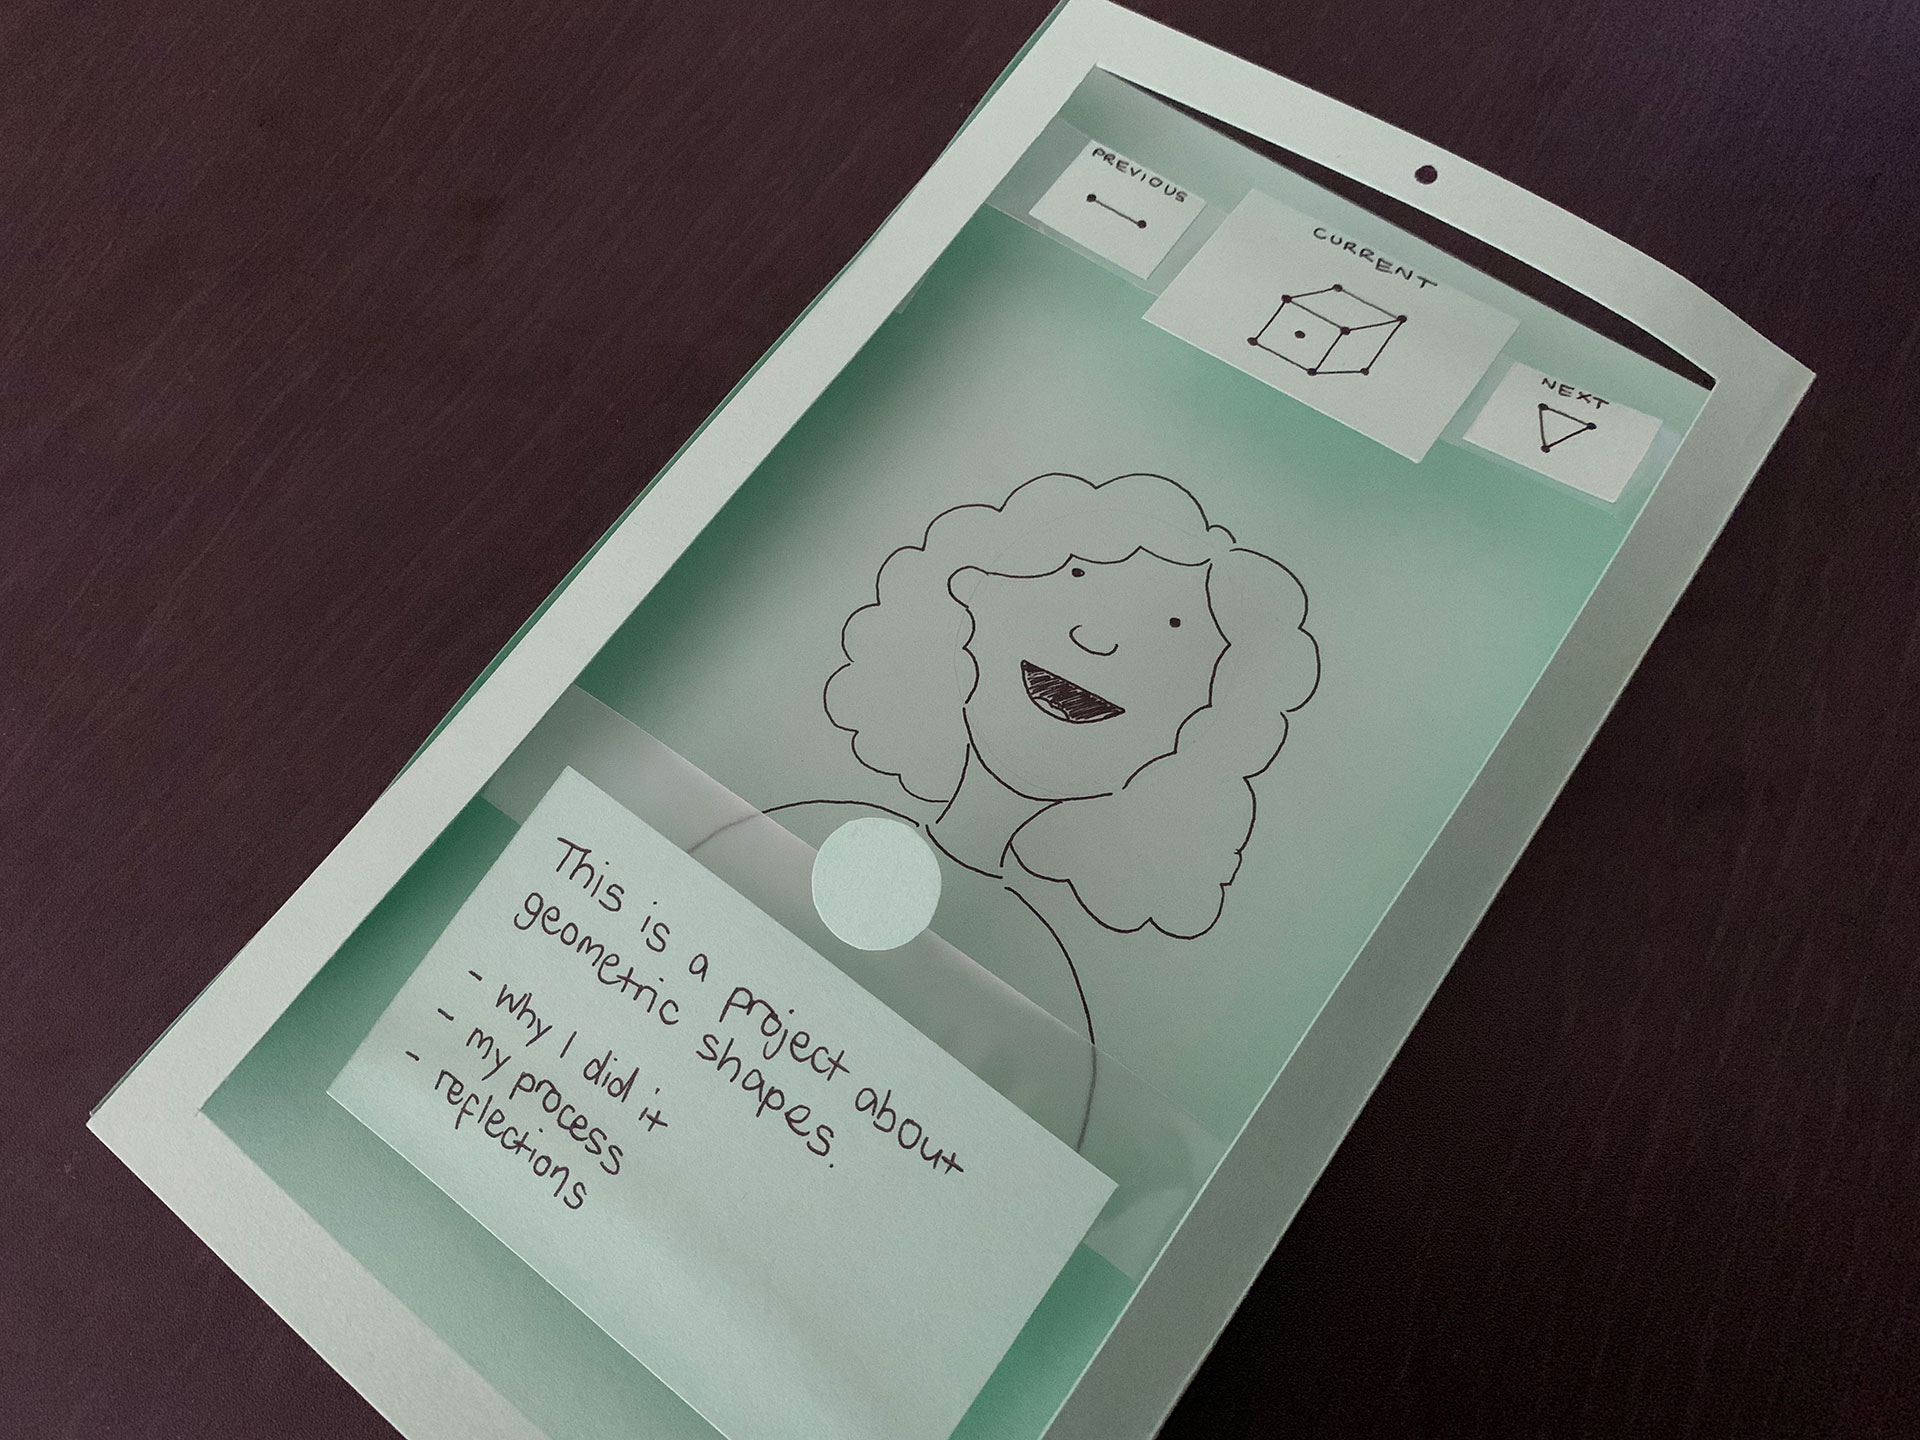 PREVIOUS
CURRENT
NEXT
This is a project about
geometric shapes.
- why I did it
- my process
- reflections